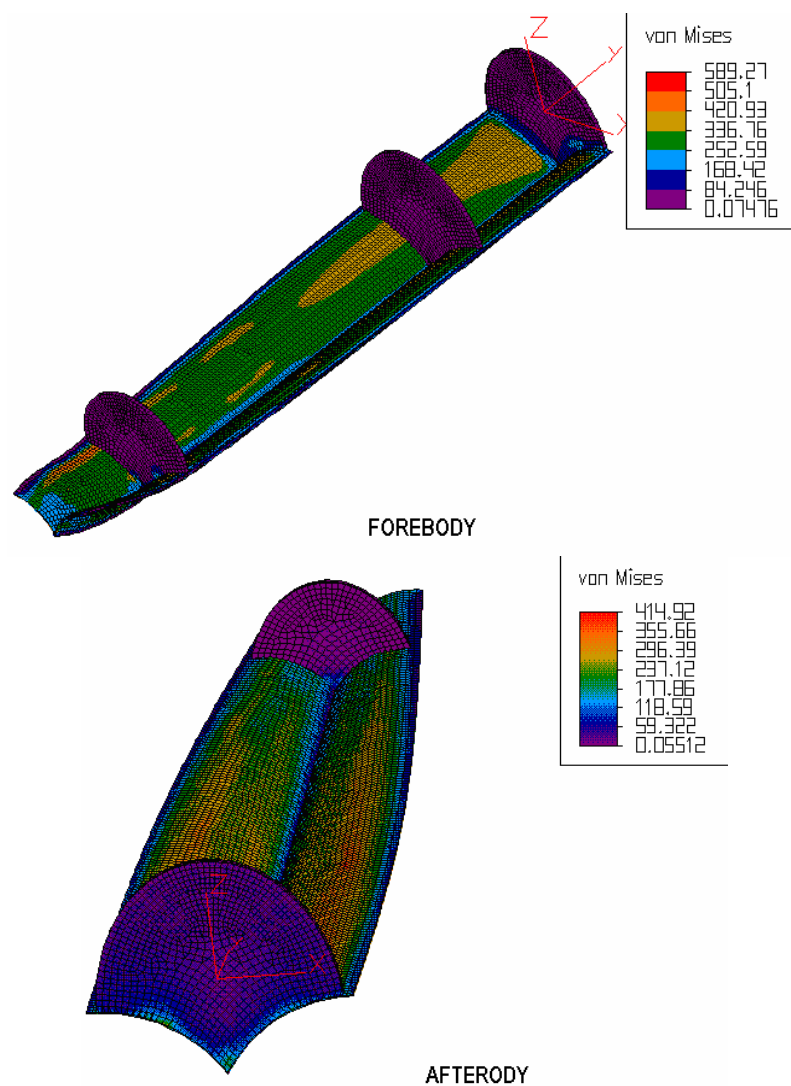 Z
Y
X
von Mises
589.27
505.1
420.93
336.76
252.59
168.42
84.246
0.07476
FOREBODY
von Mises
414.92
355.66
296.39
237.12
177.86
118.59
59.322
0.05512
Z
Y
X
AFTERODY